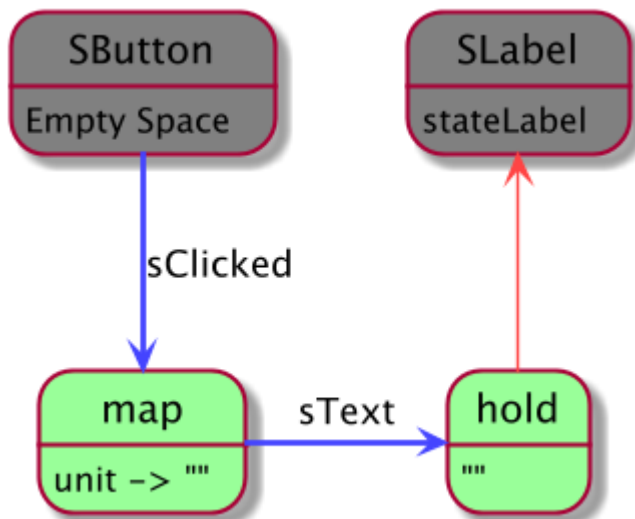 SButton
Empty Space
SLabel
stateLabel
sClicked
map
unit -> ""
sText
hold
""